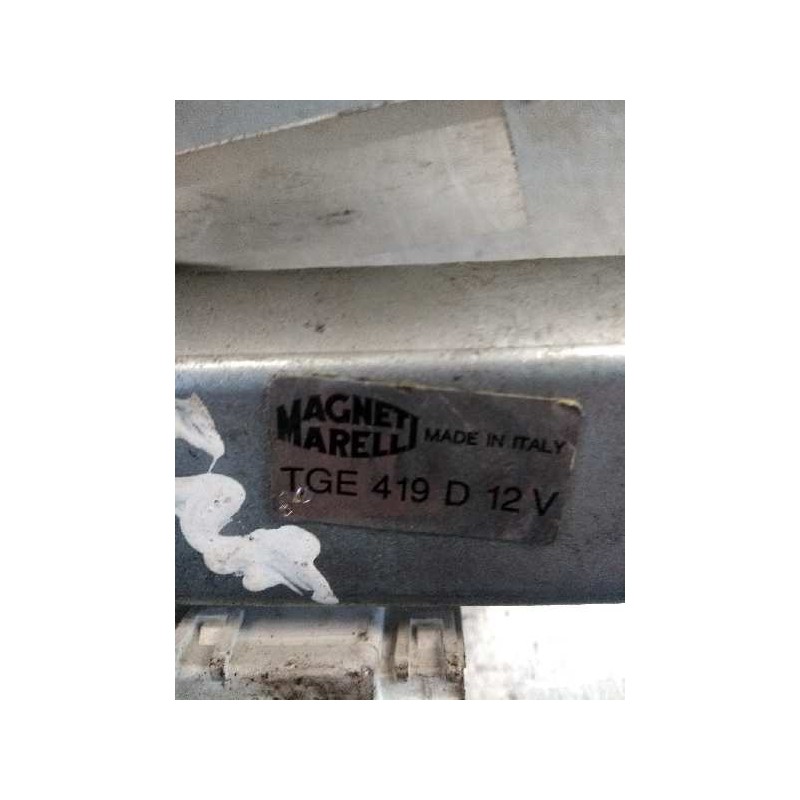 MAGNETI
MARELLI MADE IN ITALY
TGE 419 D 12 V